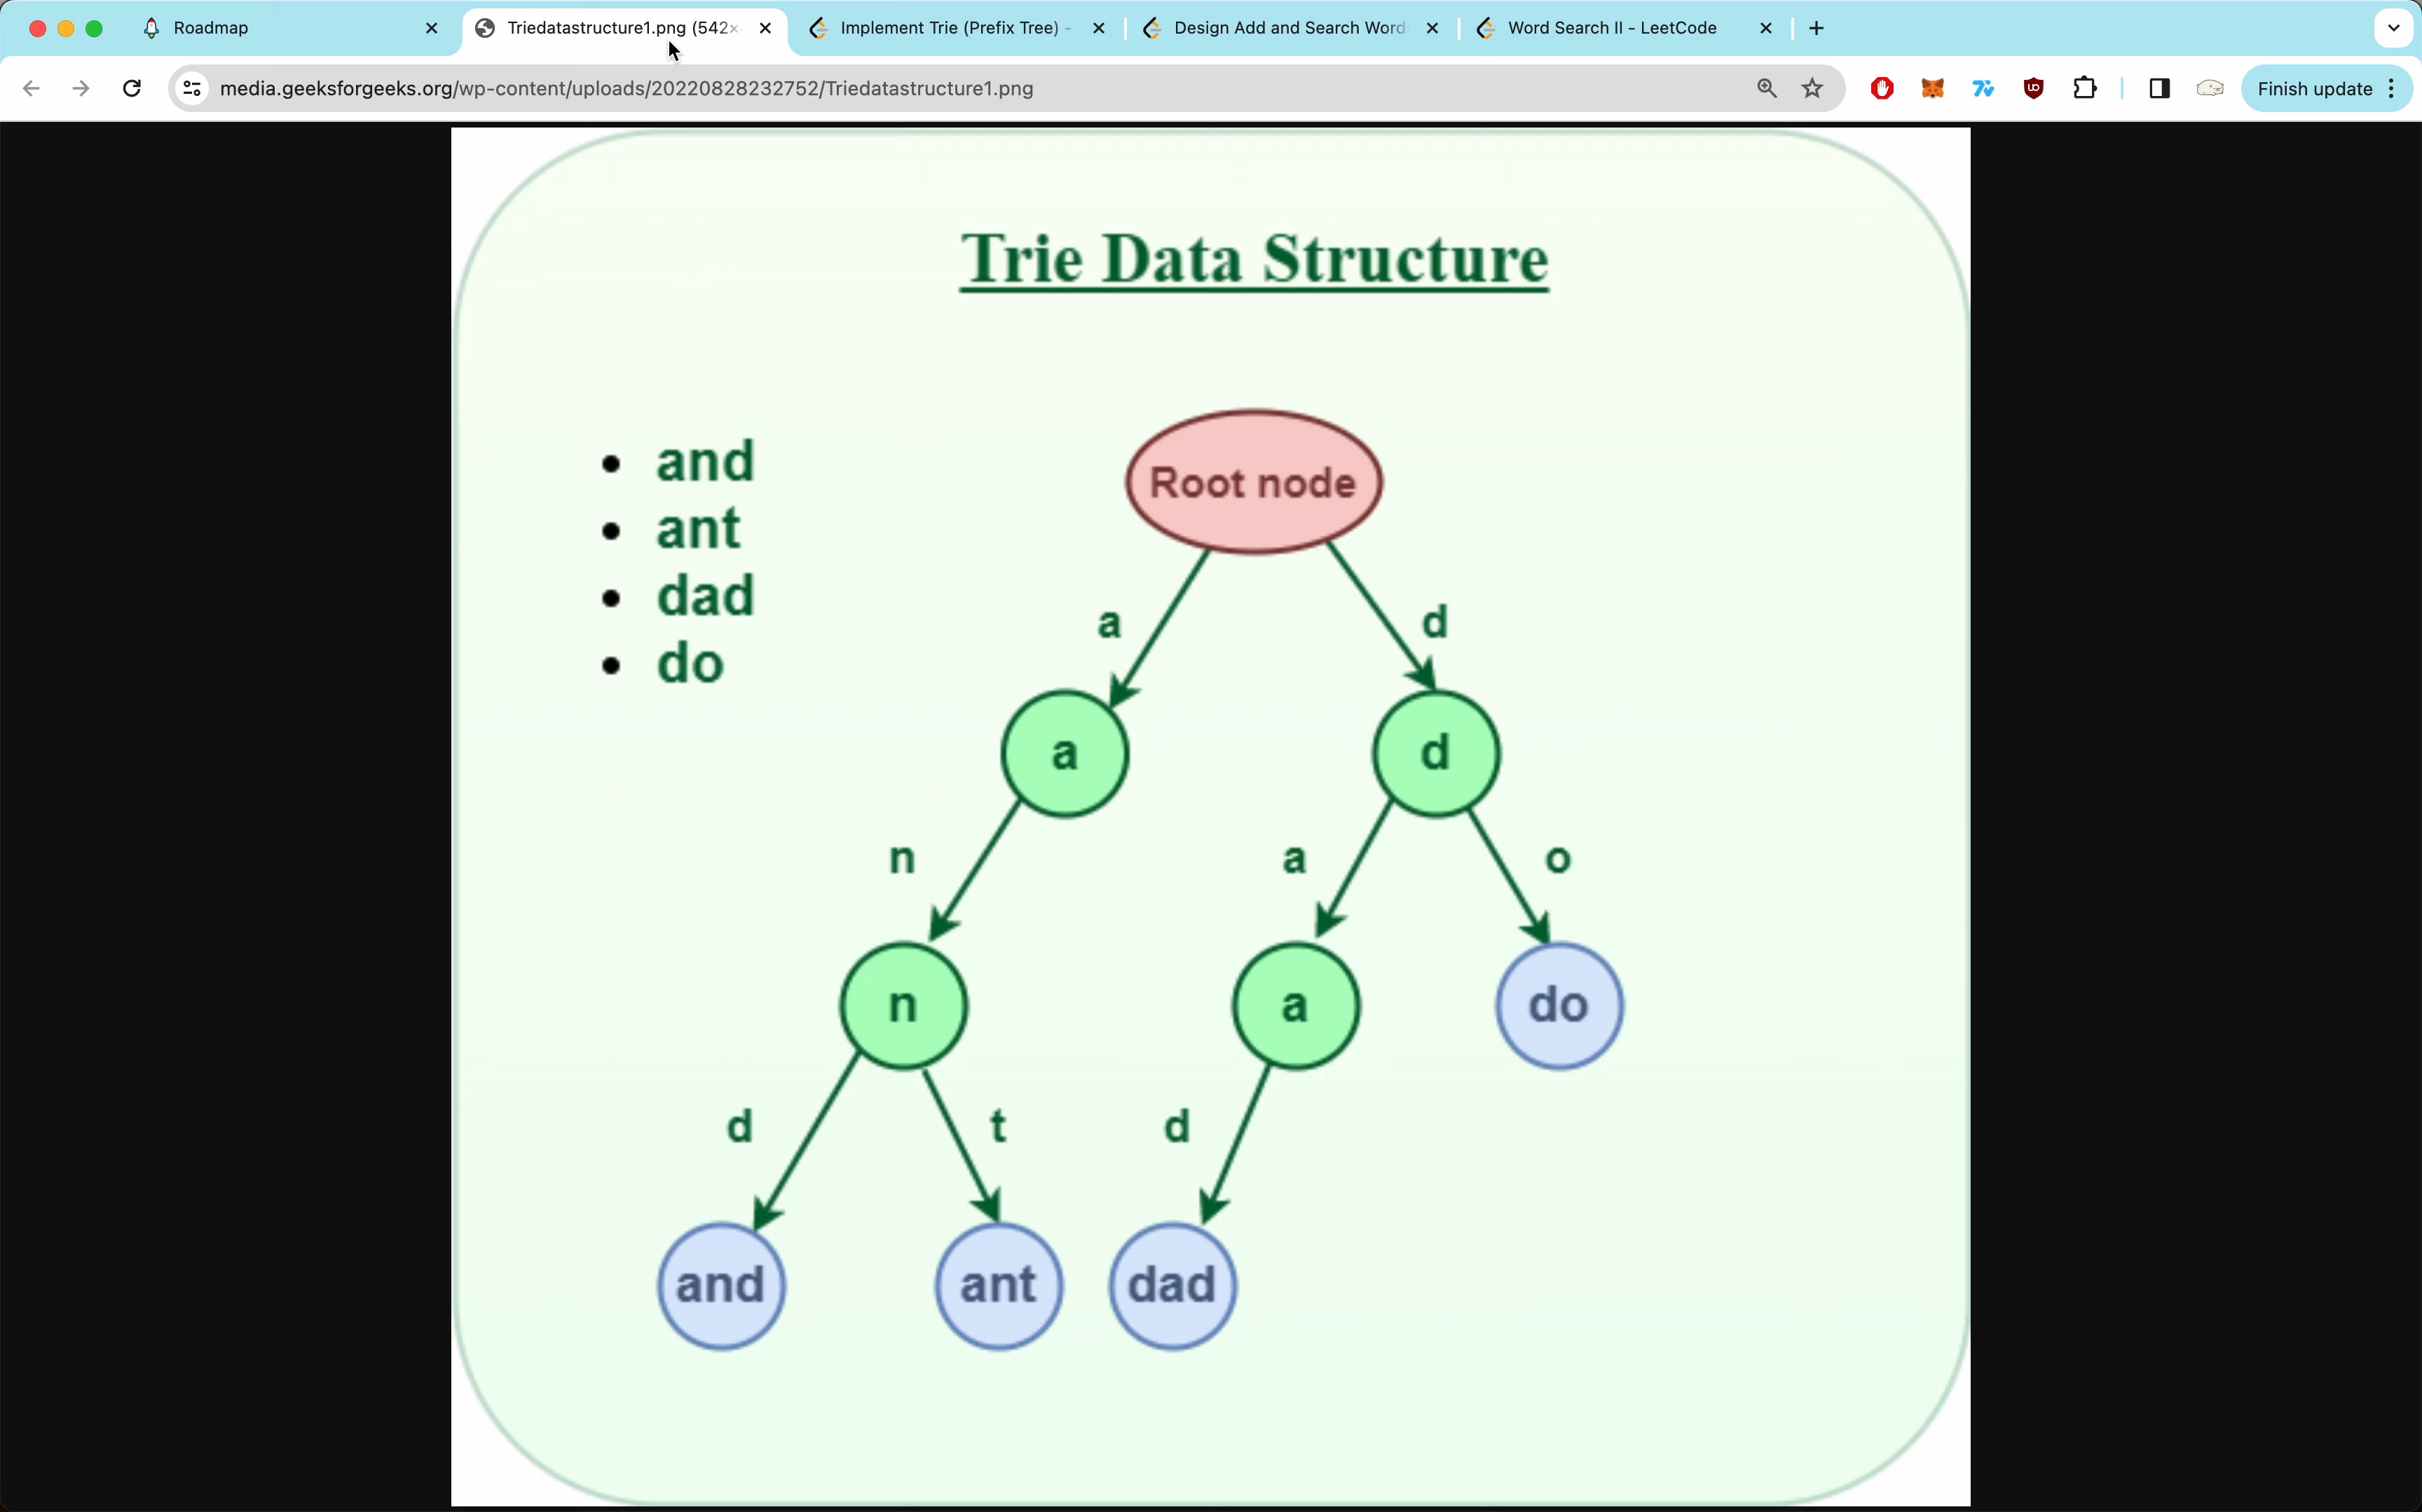 Roadmap
Triedatastructure1.png (542×
Implement Trie (Prefix Tree) -
Design Add and Search Word
Word Search II - LeetCode
media.geeksforgeeks.org/wp-content/uploads/20220828232752/Triedatastructure1.png
Finish update
Trie Data Structure
• and
• ant
• dad
• do
Root node
a
d
a
d
n
a
o
n
a
do
d
t
d
and
ant
dad